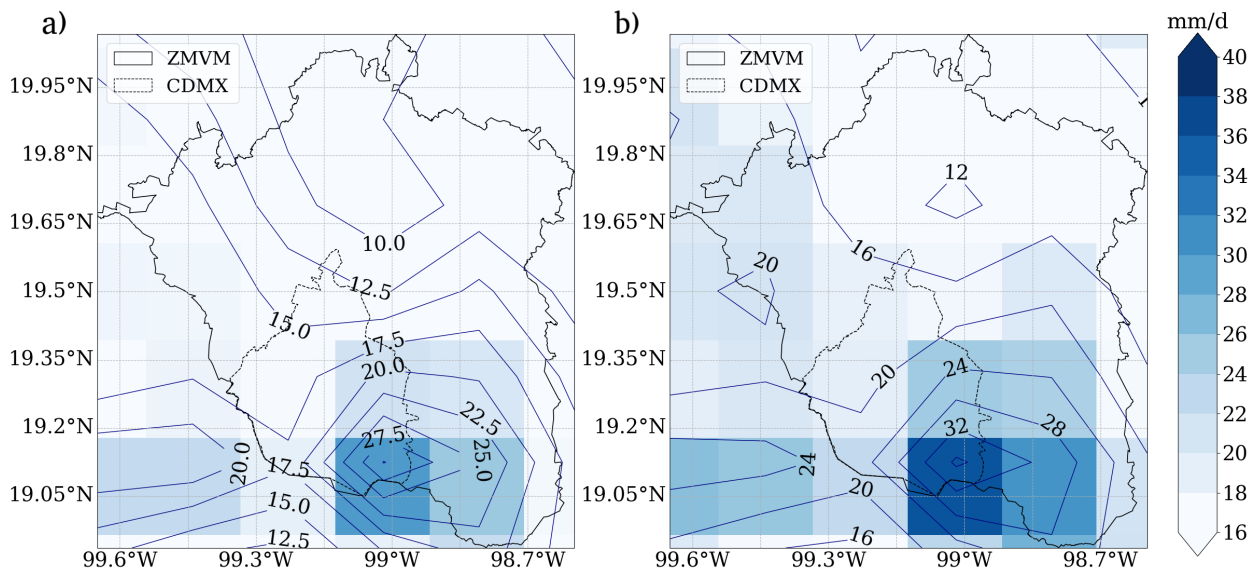 a)
b)
mm/d
ZMVM
CDMX
ZMVM
CDMX
19.95°N
19.8°N
19.65°N
19.5°N
19.35°N
19.2°N
19.05°N
99.6°W
99.3°W
99°W
98.7°W
10.0
12.5
15.0
17.5
20.0
22.5
27.5
25.0
20.0
17.5
15.0
12.5
19.95°N
19.8°N
19.65°N
19.5°N
19.35°N
19.2°N
19.05°N
99.6°W
99.3°W
99°W
98.7°W
12
16
20
20
24
32
28
24
20
16
40
38
36
34
32
30
28
26
24
22
20
18
16